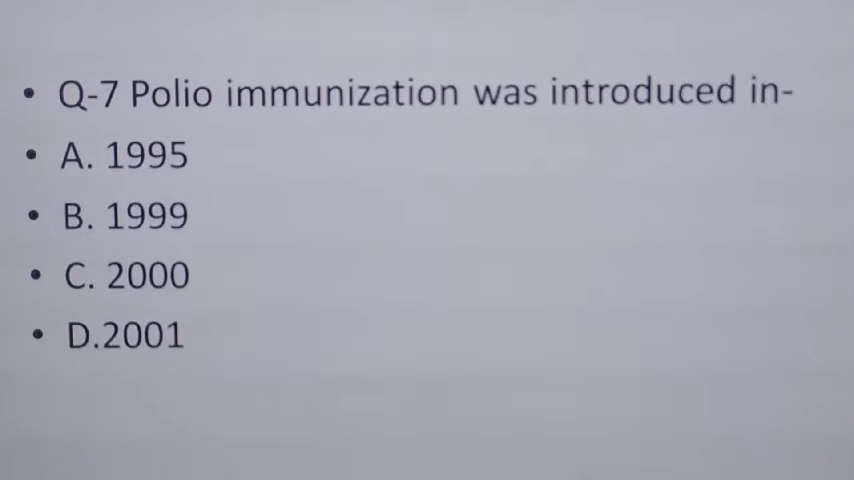 • Q-7 Polio immunization was introduced in-
• A. 1995
• B. 1999
• C. 2000
• D.2001